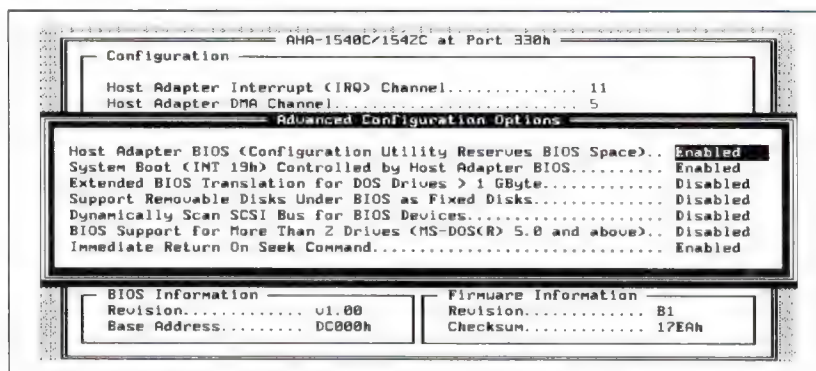 AHA-1540C/1542C at Port 330h
Configuration
Host Adapter Interrupt (IRQ) Channel.............. 11
Host Adapter DMA Channel.......................... 5
Advanced Configuration Options
Host Adapter BIOS (Configuration Utility Reserves BIOS Space).. Enabled
System Boot (INT 19h) Controlled by Host Adapter BIOS.......... Enabled
Extended BIOS Translation for DOS Drives > 1 GByte............. Disabled
Support Removable Disks Under BIOS as Fixed Disks.............. Disabled
Dynamically Scan SCSI Bus for BIOS Devices..................... Disabled
BIOS Support for More Than 2 Drives (MS-DOS(R) 5.0 and above).. Disabled
Immediate Return On Seek Command............................... Enabled
BIOS Information
Revision............. v1.00
Base Address......... DC000h
Firmware Information
Revision............. B1
Checksum............. 17EAh